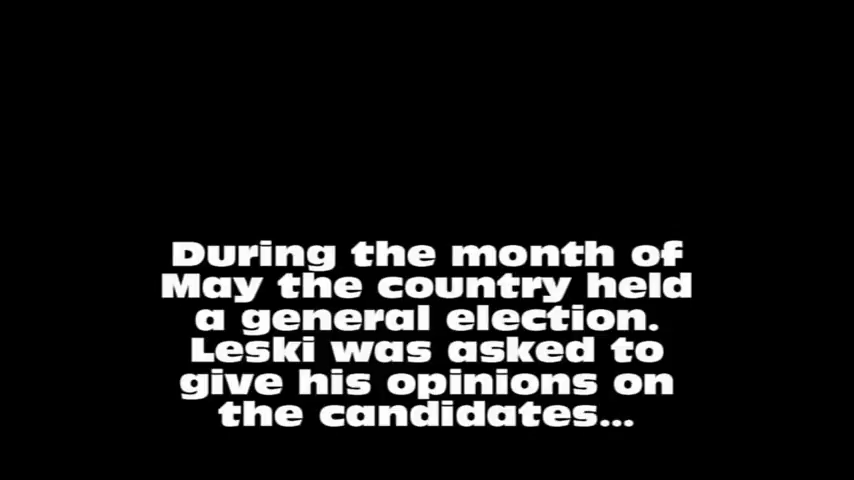 During the month of
May the country held
a general election.
Leski was asked to
give his opinions on
the candidates...